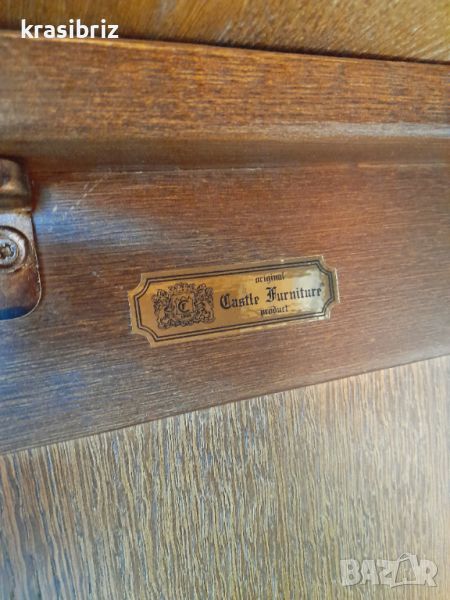 krasibriz
original
C
Castle Furniture
product
BAZAR